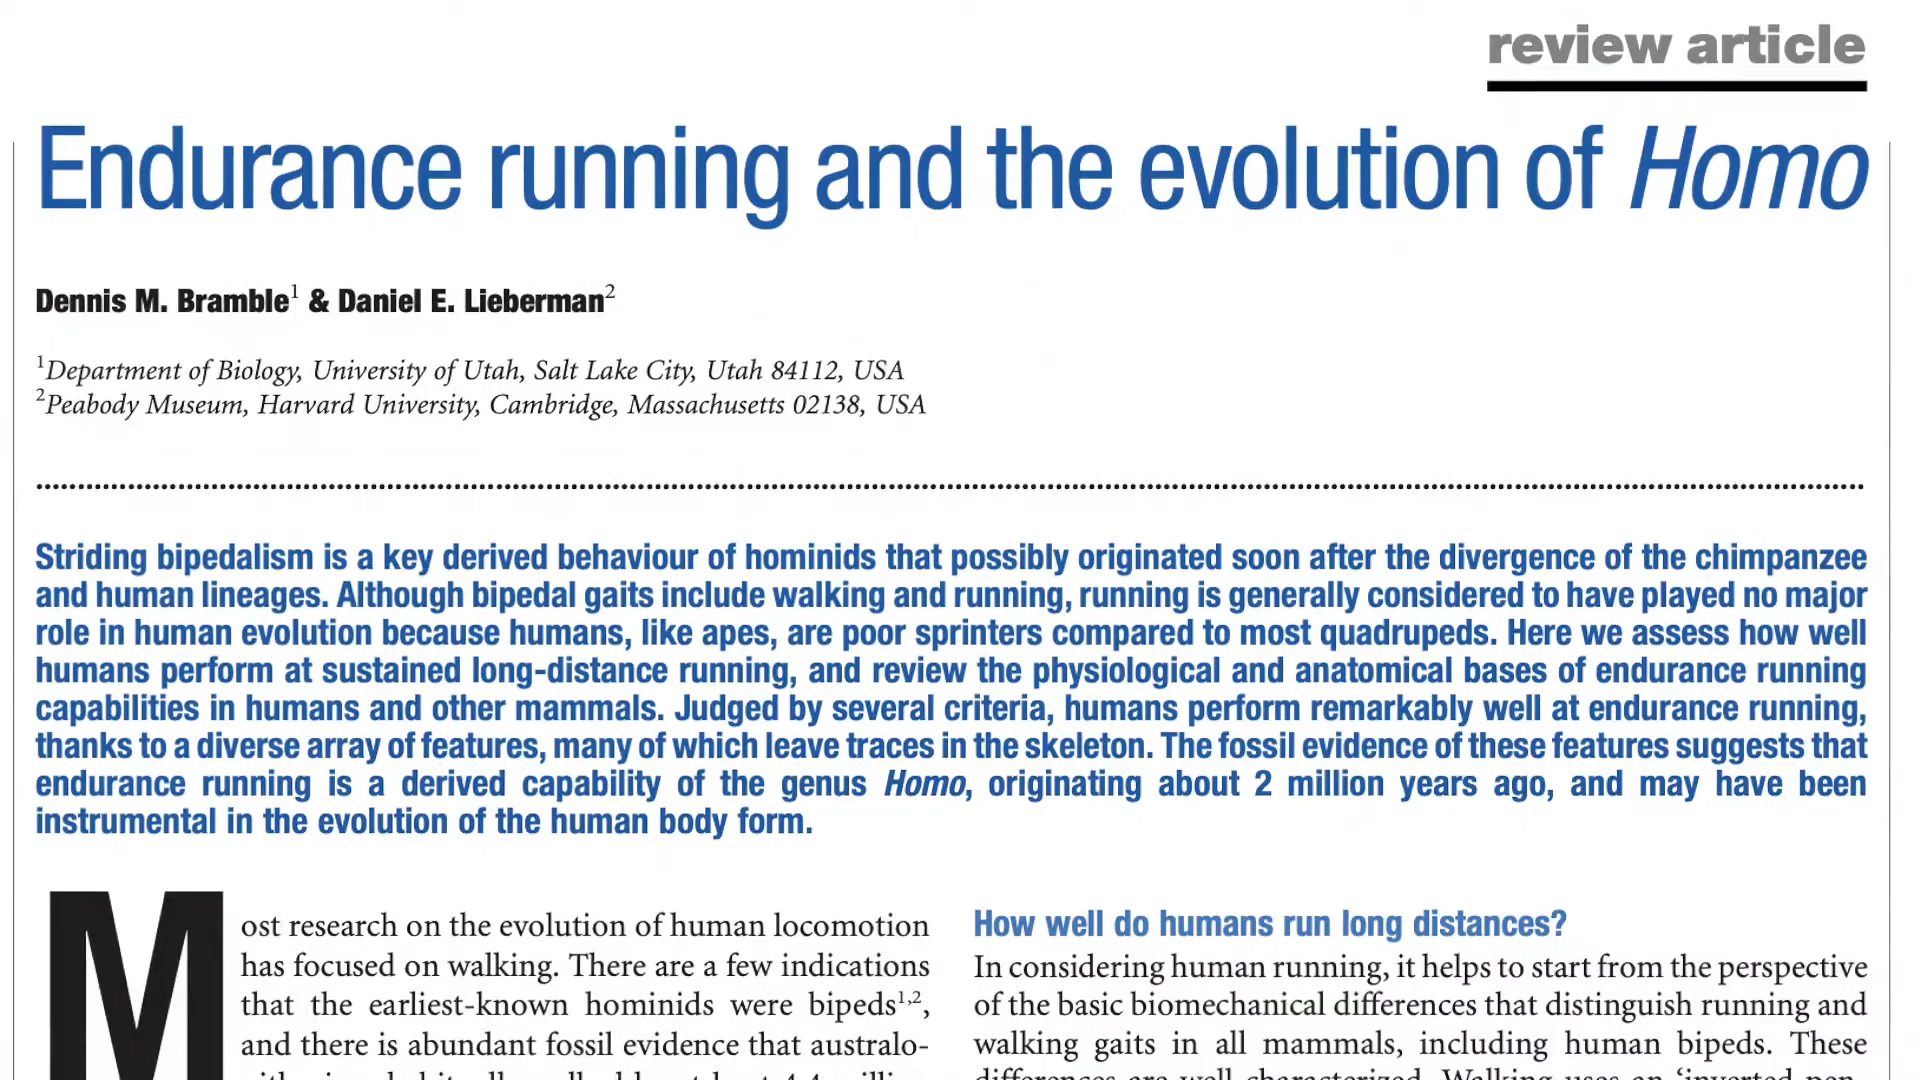 review article
Endurance running and the evolution of Homo
Dennis M. Bramble1 & Daniel E. Lieberman2
1Department of Biology, University of Utah, Salt Lake City, Utah 84112, USA
2Peabody Museum, Harvard University, Cambridge, Massachusetts 02138, USA
Striding bipedalism is a key derived behaviour of hominids that possibly originated soon after the divergence of the chimpanzee
and human lineages. Although bipedal gaits include walking and running, running is generally considered to have played no major
role in human evolution because humans, like apes, are poor sprinters compared to most quadrupeds. Here we assess how well
humans perform at sustained long-distance running, and review the physiological and anatomical bases of endurance running
capabilities in humans and other mammals. Judged by several criteria, humans perform remarkably well at endurance running,
thanks to a diverse array of features, many of which leave traces in the skeleton. The fossil evidence of these features suggests that
endurance running is a derived capability of the genus Homo, originating about 2 million years ago, and may have been
instrumental in the evolution of the human body form.
Most research on the evolution of human locomotion
has focused on walking. There are a few indications
that the earliest-known hominids were bipeds1,2,
and there is abundant fossil evidence that australo-
How well do humans run long distances?
In considering human running, it helps to start from the perspective
of the basic biomechanical differences that distinguish running and
walking gaits in all mammals, including human bipeds. These
differences are well characterized. Walking uses an ‘inverted pen-